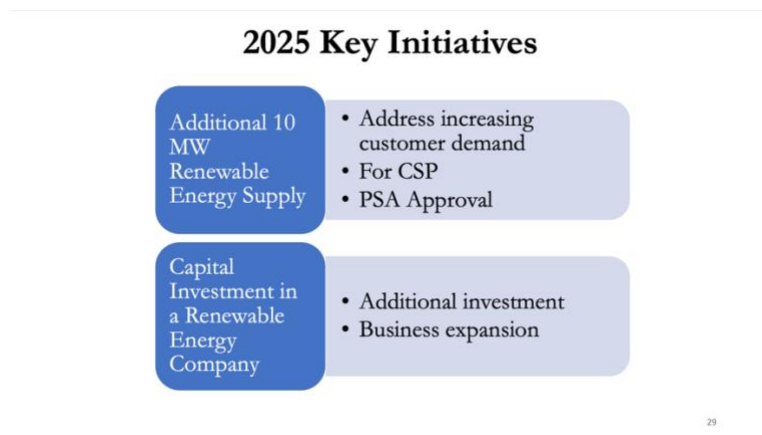 2025 Key Initiatives
Additional 10
MW
Renewable
Energy Supply
• Address increasing
customer demand
• For CSP
• PSA Approval
Capital
Investment in
a Renewable
Energy
Company
• Additional investment
• Business expansion
29